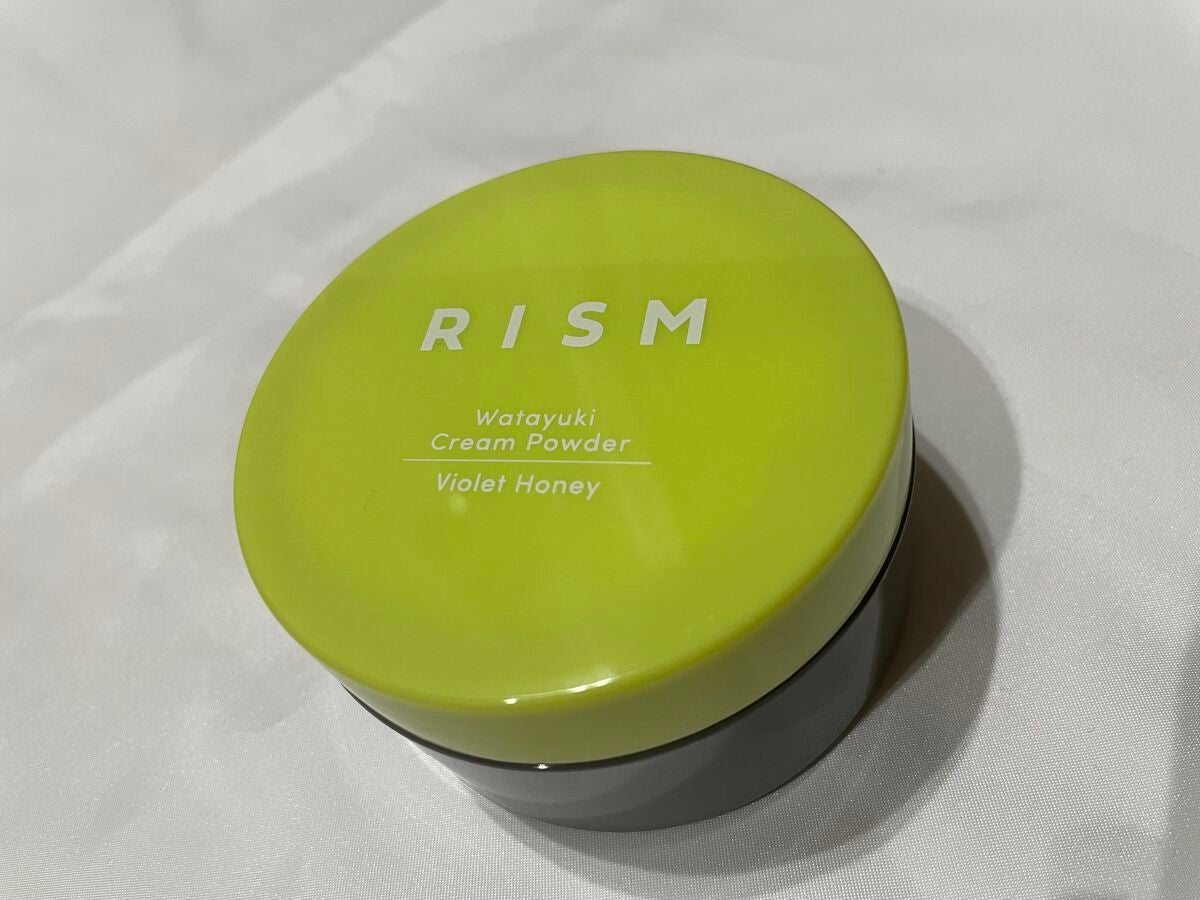 RISM
Watayuki
Cream Powder
Violet Honey